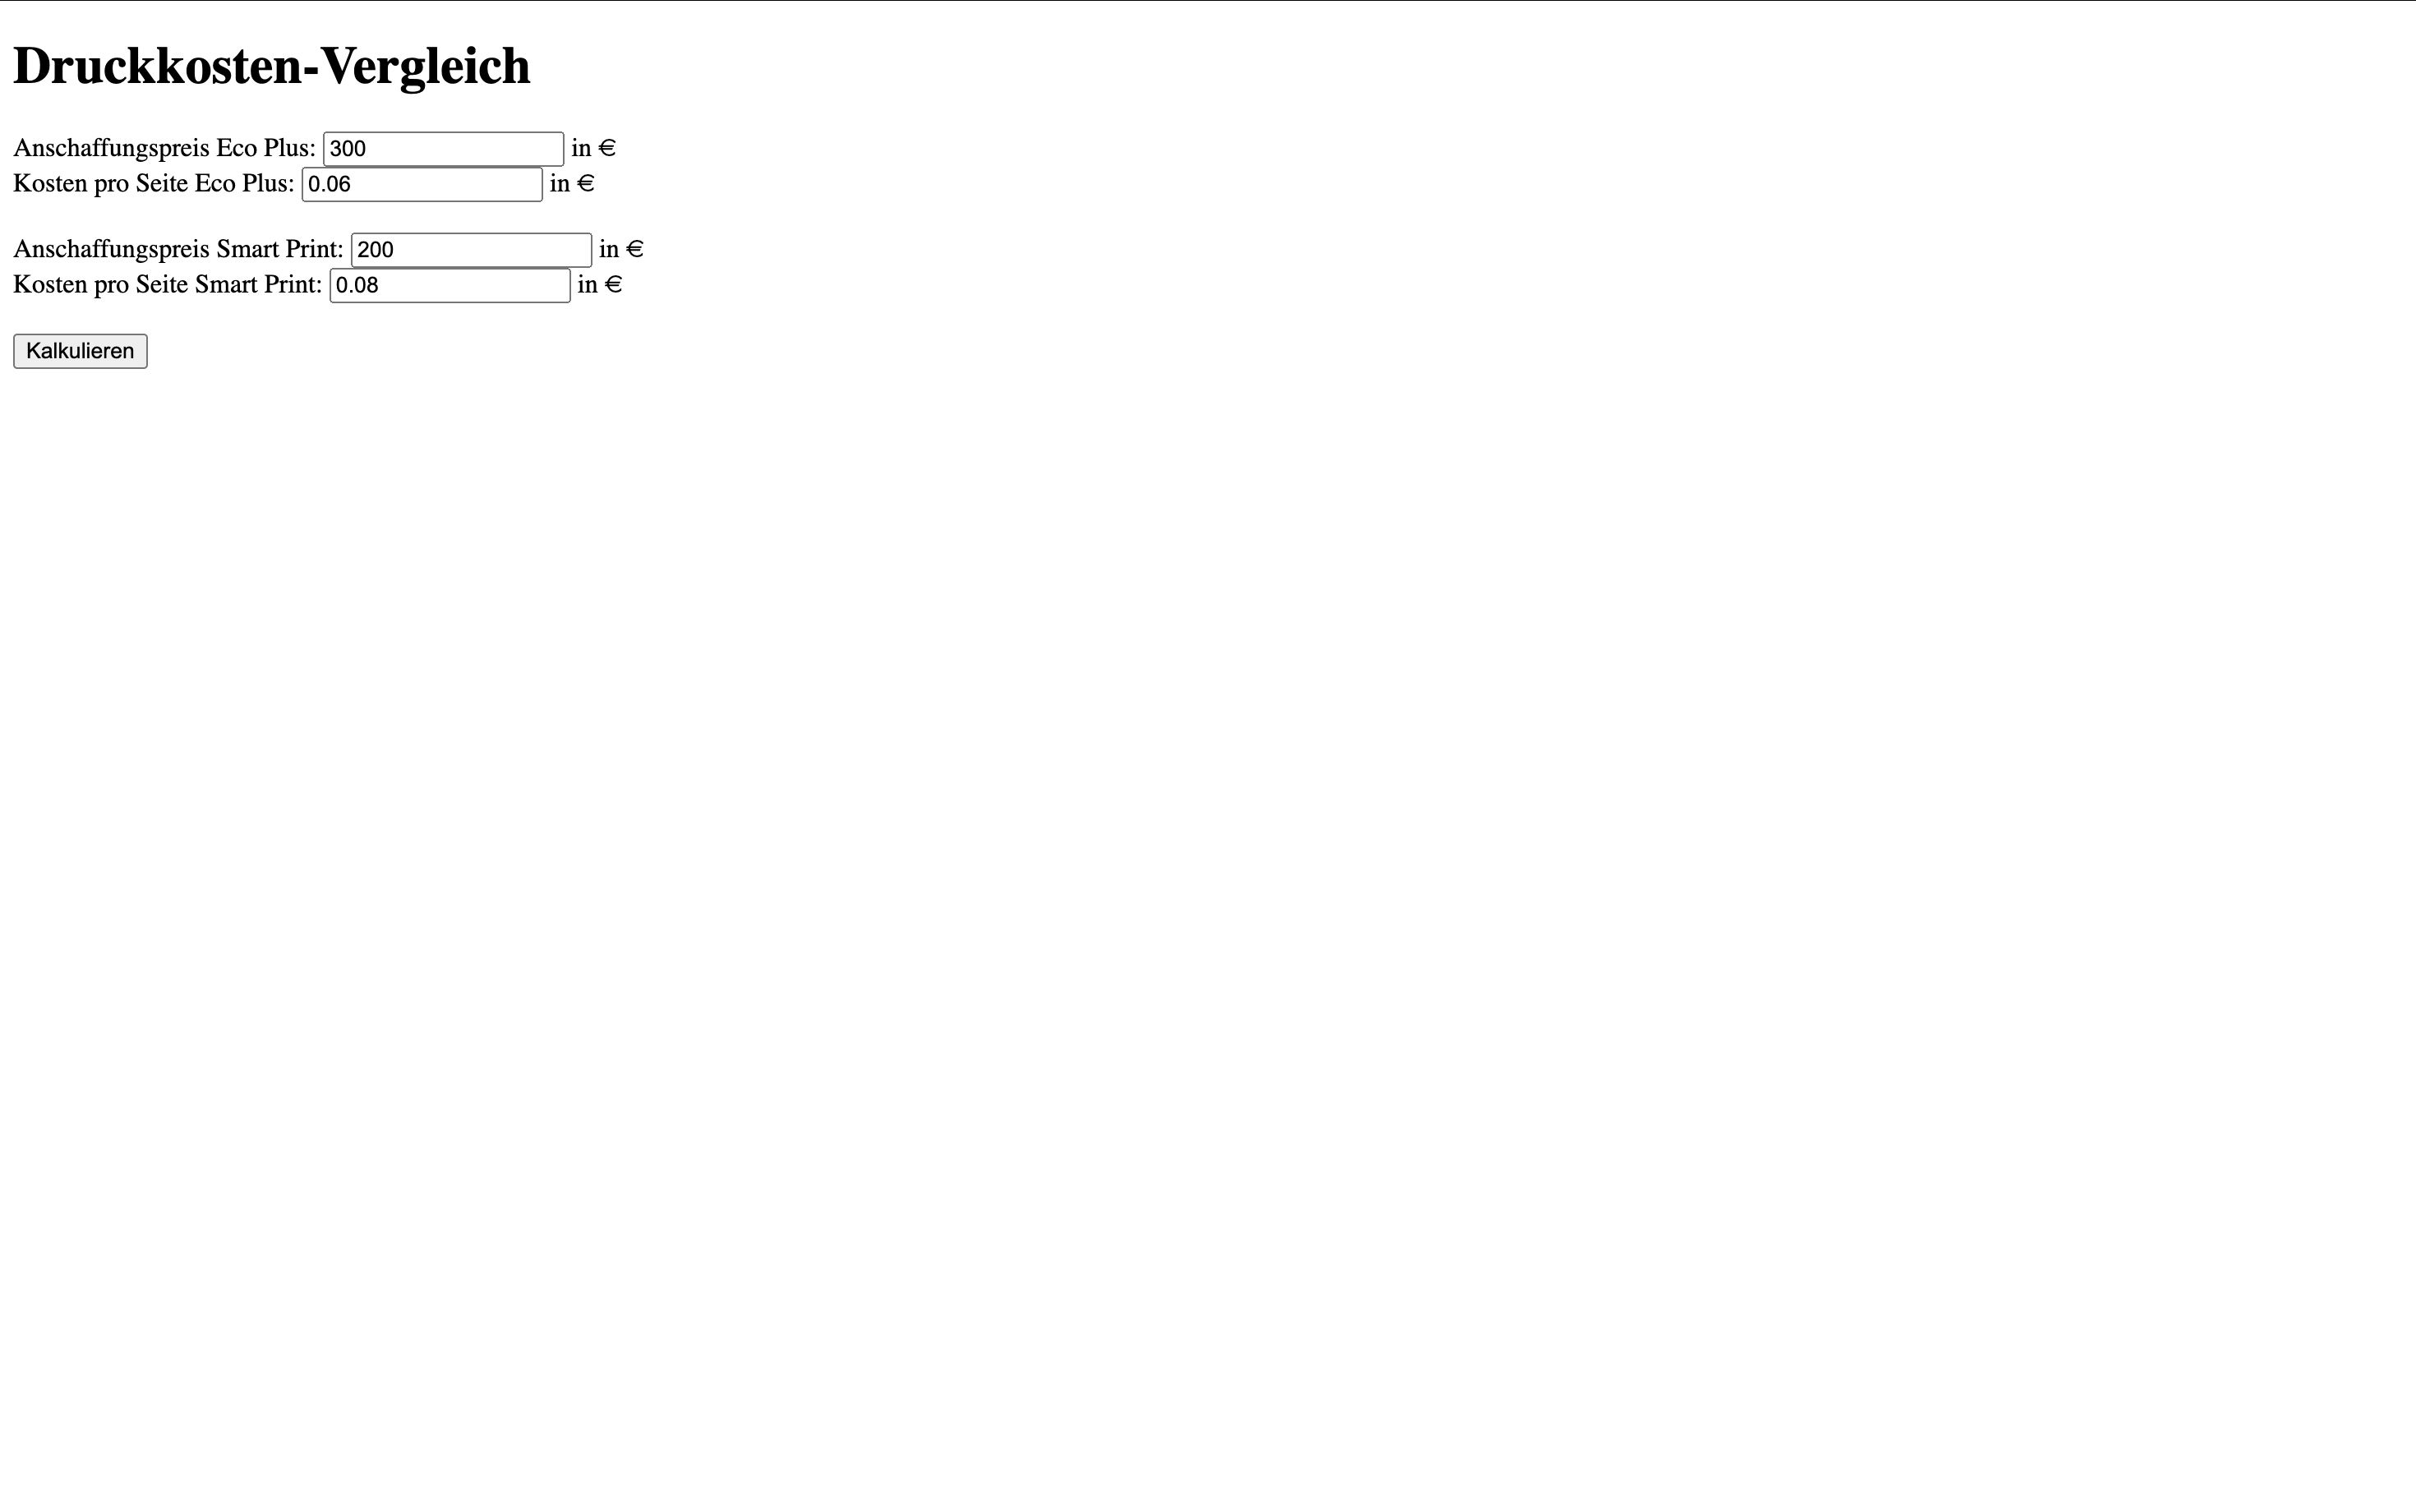 Druckkosten-Vergleich
Anschaffungspreis Eco Plus: 300 in €
Kosten pro Seite Eco Plus: 0.06 in €
Anschaffungspreis Smart Print: 200 in €
Kosten pro Seite Smart Print: 0.08 in €
Kalkulieren